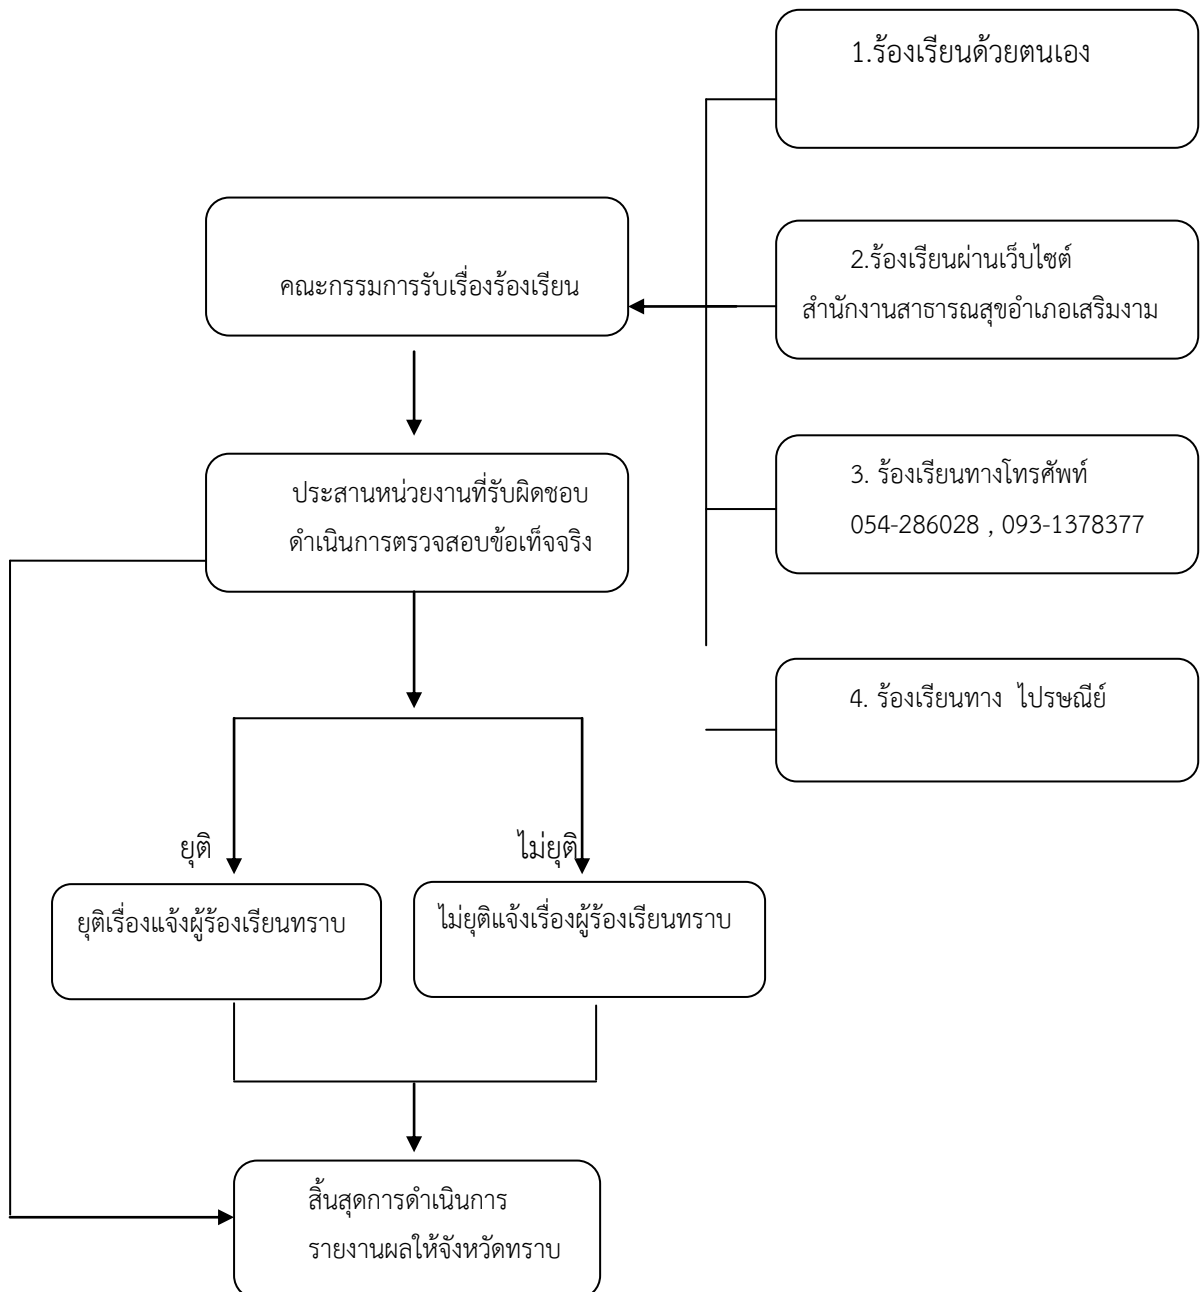 1.ร้องเรียนด้วยตนเอง
คณะกรรมการรับเรื่องร้องเรียน
2.ร้องเรียนผ่านเว็บไซต์
สำนักงานสาธารณสุขอำเภอเสริมงาม
3. ร้องเรียนทางโทรศัพท์
054-286028 , 093-1378377
ประสานหน่วยงานที่รับผิดชอบ
ดำเนินการตรวจสอบข้อเท็จจริง
4. ร้องเรียนทาง ไปรษณีย์
ยุติ
ไม่ยุติ
ยุติเรื่องแจ้งผู้ร้องเรียนทราบ
ไม่ยุติแจ้งเรื่องผู้ร้องเรียนทราบ
สิ้นสุดการดำเนินการ
รายงานผลให้จังหวัดทราบ